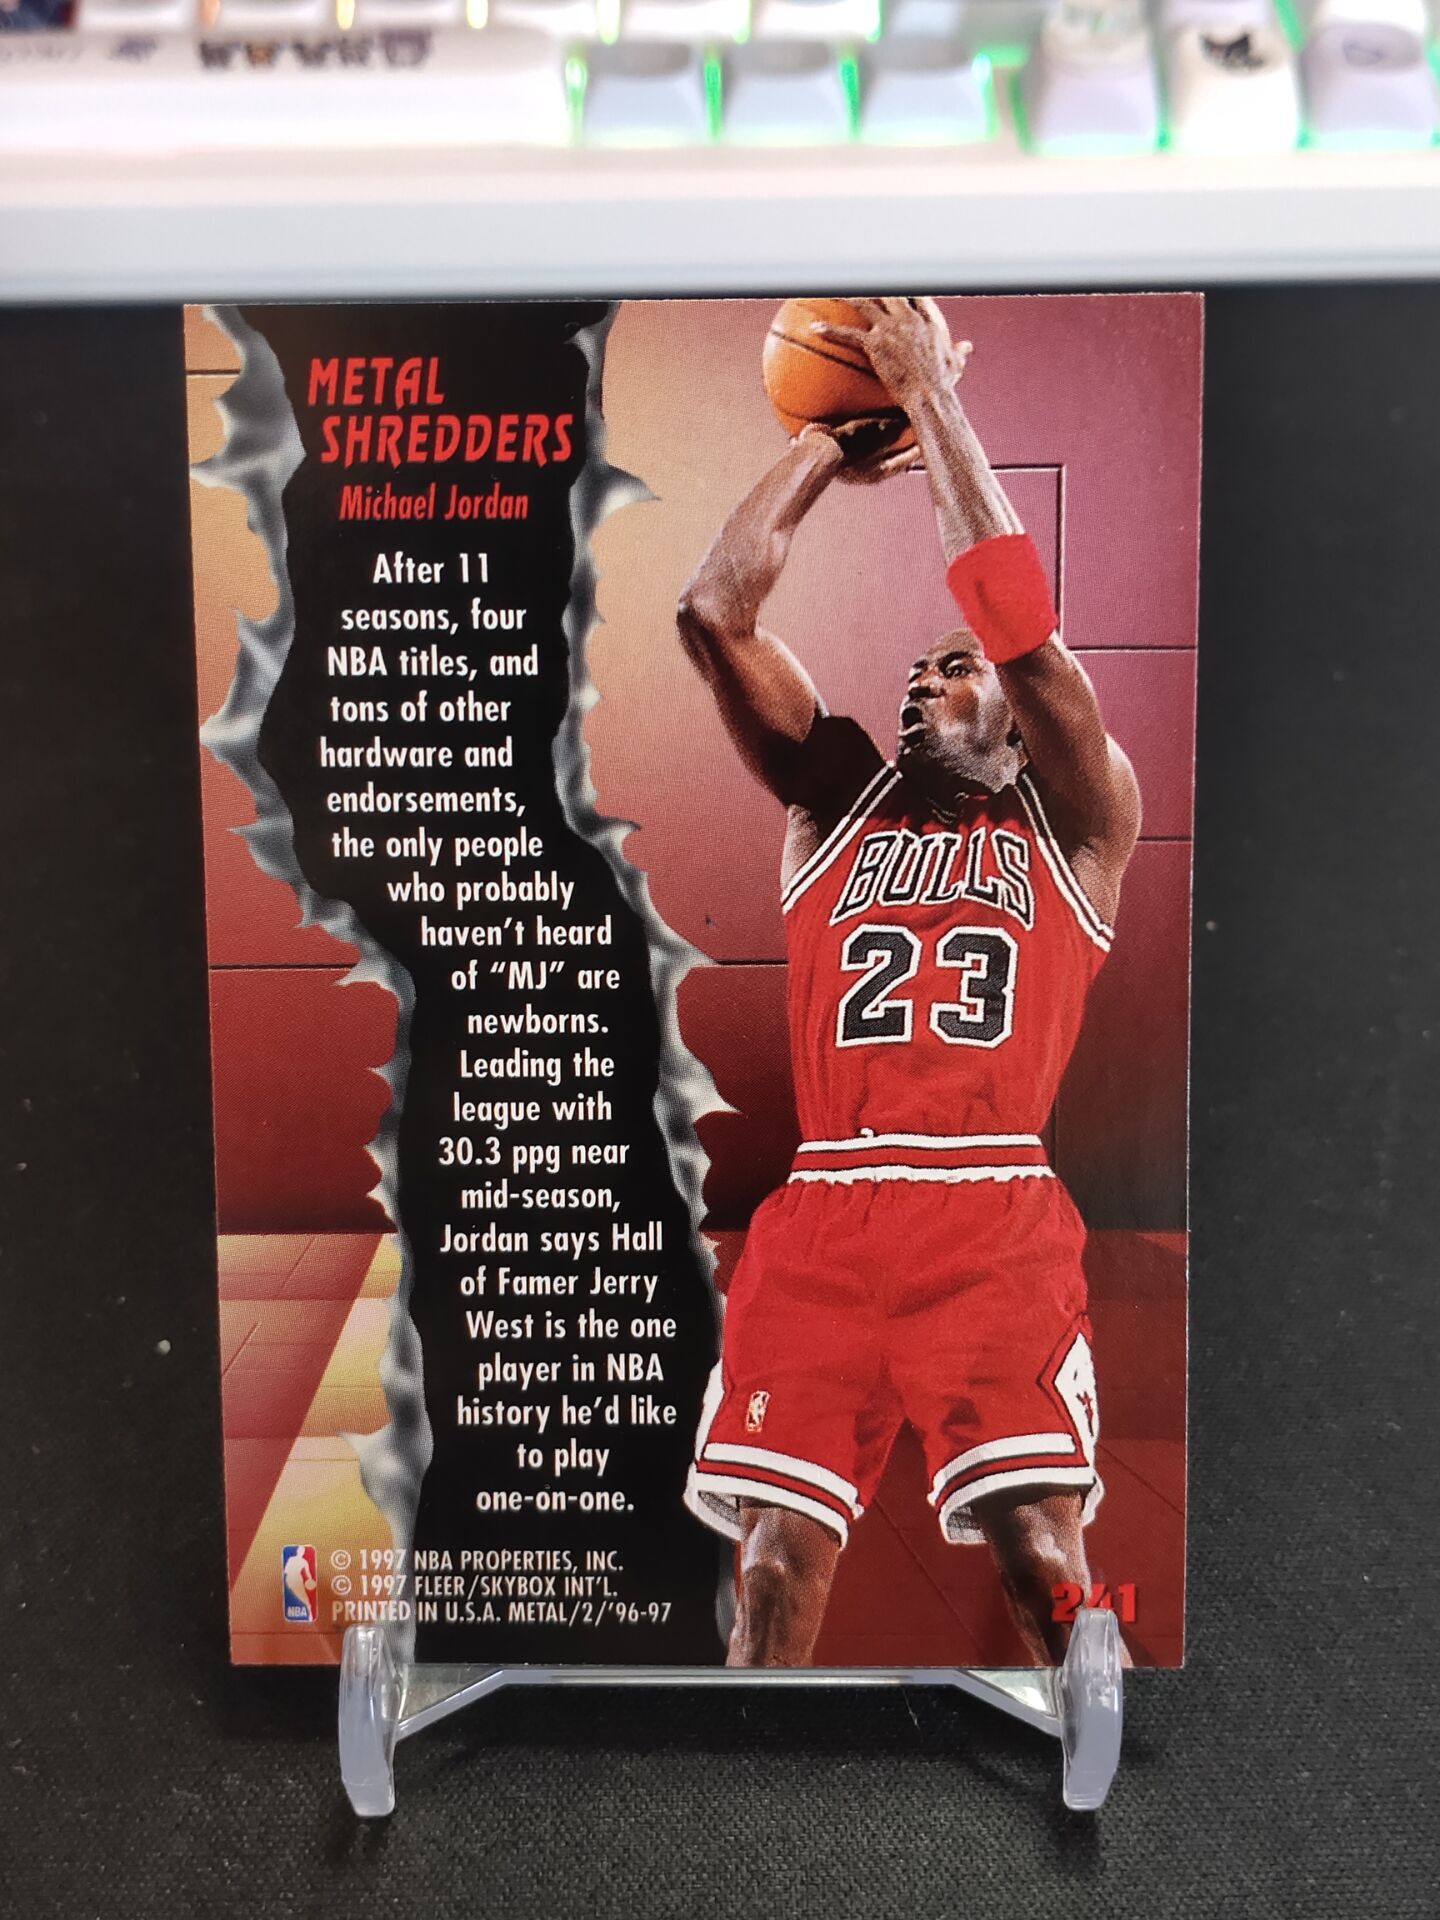 METAL
SHREDDERS
Michael Jordan
After 11
seasons, four
NBA titles, and
tons of other
hardware and
endorsements,
the only people
who probably
haven't heard
of "MJ" are
newborns.
Leading the
league with
30.3 ppg near
mid-season,
Jordan says Hall
of Famer Jerry
West is the one
player in NBA
history he'd like
to play
one-on-one.
BULLS
23
NBA
© 1997 NBA PROPERTIES, INC.
© 1997 FLEER/SKYBOX INT'L.
PRINTED IN U.S.A. METAL/2/'96-97
241